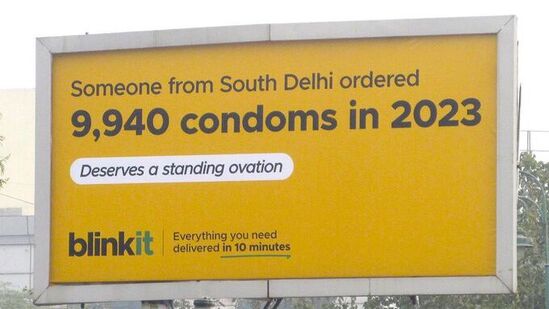 Someone from South Delhi ordered
9,940 condoms in 2023
Deserves a standing ovation
blinkit
Everything you need
delivered in 10 minutes